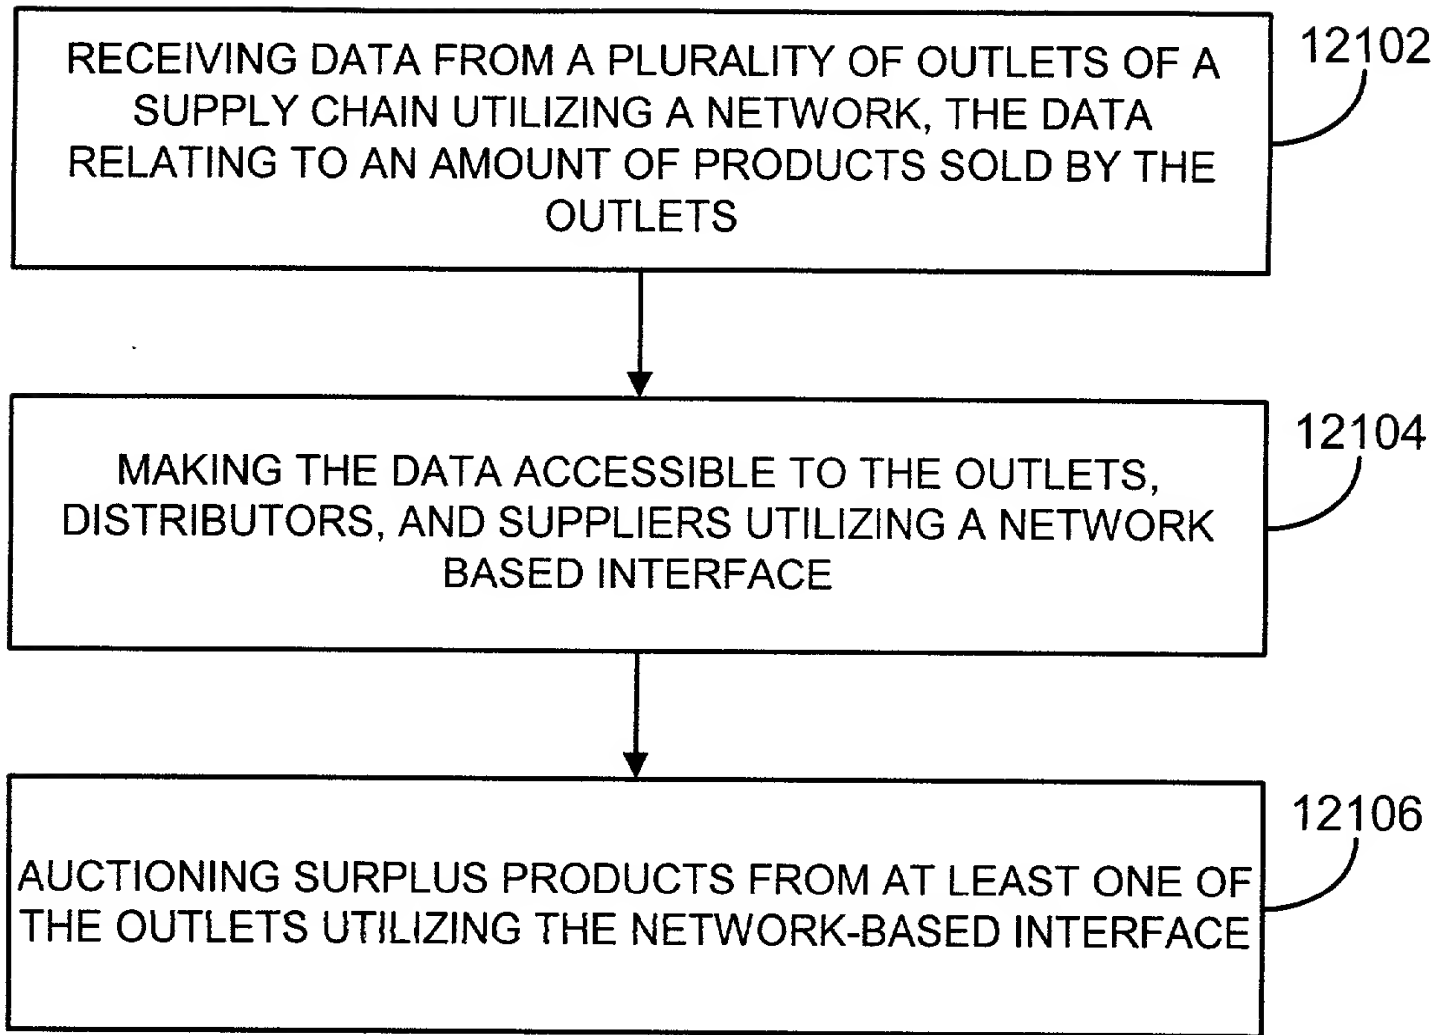 RECEIVING DATA FROM A PLURALITY OF OUTLETS OF A
SUPPLY CHAIN UTILIZING A NETWORK, THE DATA
RELATING TO AN AMOUNT OF PRODUCTS SOLD BY THE
OUTLETS
12102
MAKING THE DATA ACCESSIBLE TO THE OUTLETS,
DISTRIBUTORS, AND SUPPLIERS UTILIZING A NETWORK
BASED INTERFACE
12104
AUCTIONING SURPLUS PRODUCTS FROM AT LEAST ONE OF
THE OUTLETS UTILIZING THE NETWORK-BASED INTERFACE
12106